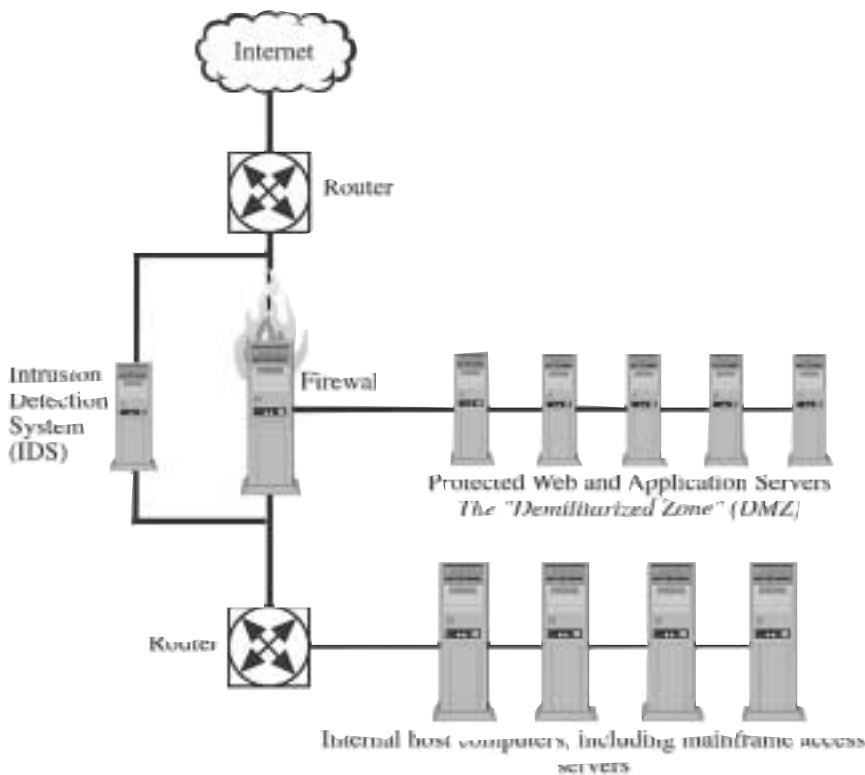 Internet
Router
Intrusion
Detection
System
(IDS)
Firewal
Protected Web and Application Servers
The "Demilitarized Zone" (DMZ)
Router
Internal host computers, including mainframe access
servers